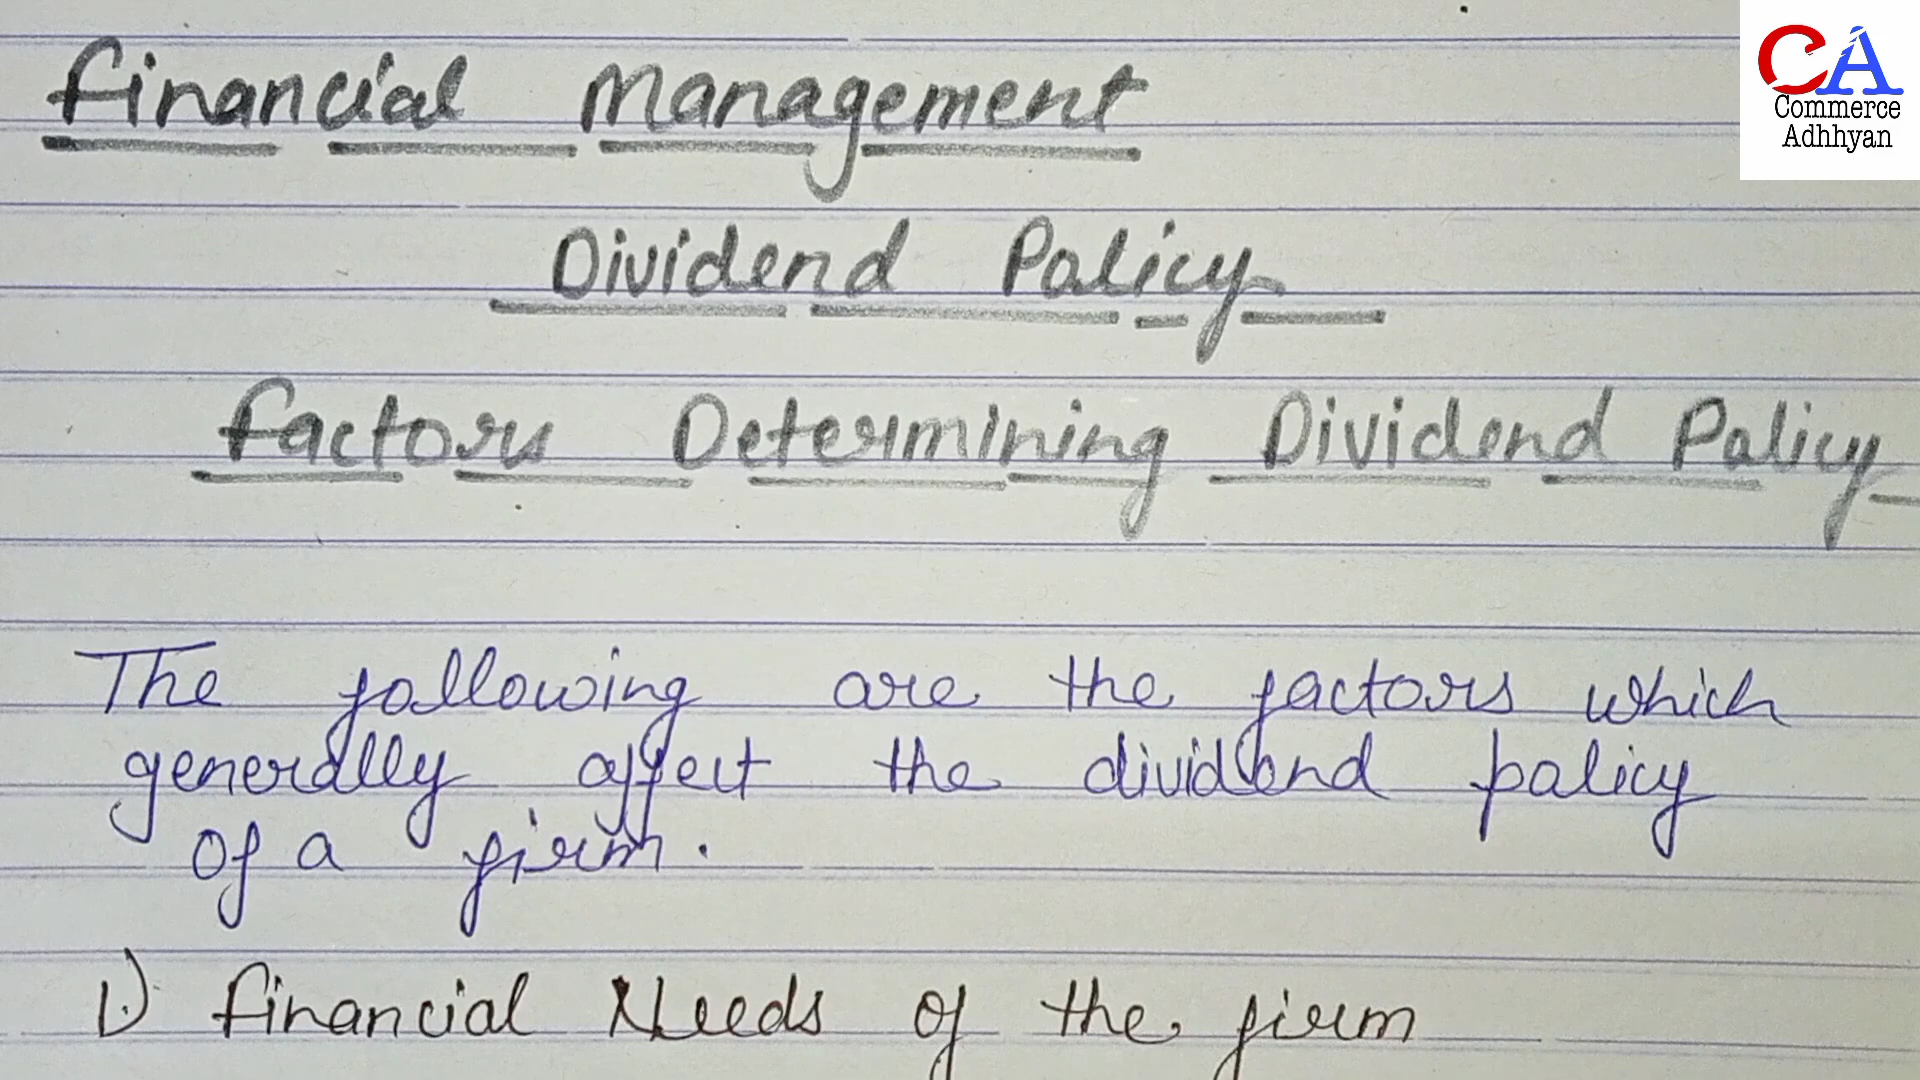 Financial Management
CA
Commerce
Adhhyan
Dividend Policy
Factors Determining Dividend Policy
The following are the factors which
generally affect the dividend policy
of a firm.
1.) Financial Needs of the firm